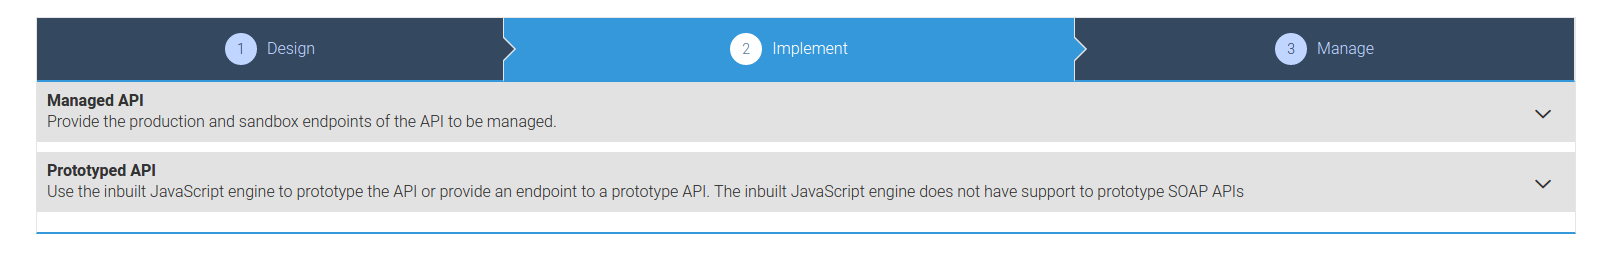 1 Design 2 Implement 3 Manage
Managed API
Provide the production and sandbox endpoints of the API to be managed.
Prototyped API
Use the inbuilt JavaScript engine to prototype the API or provide an endpoint to a prototype API. The inbuilt JavaScript engine does not have support to prototype SOAP APIs